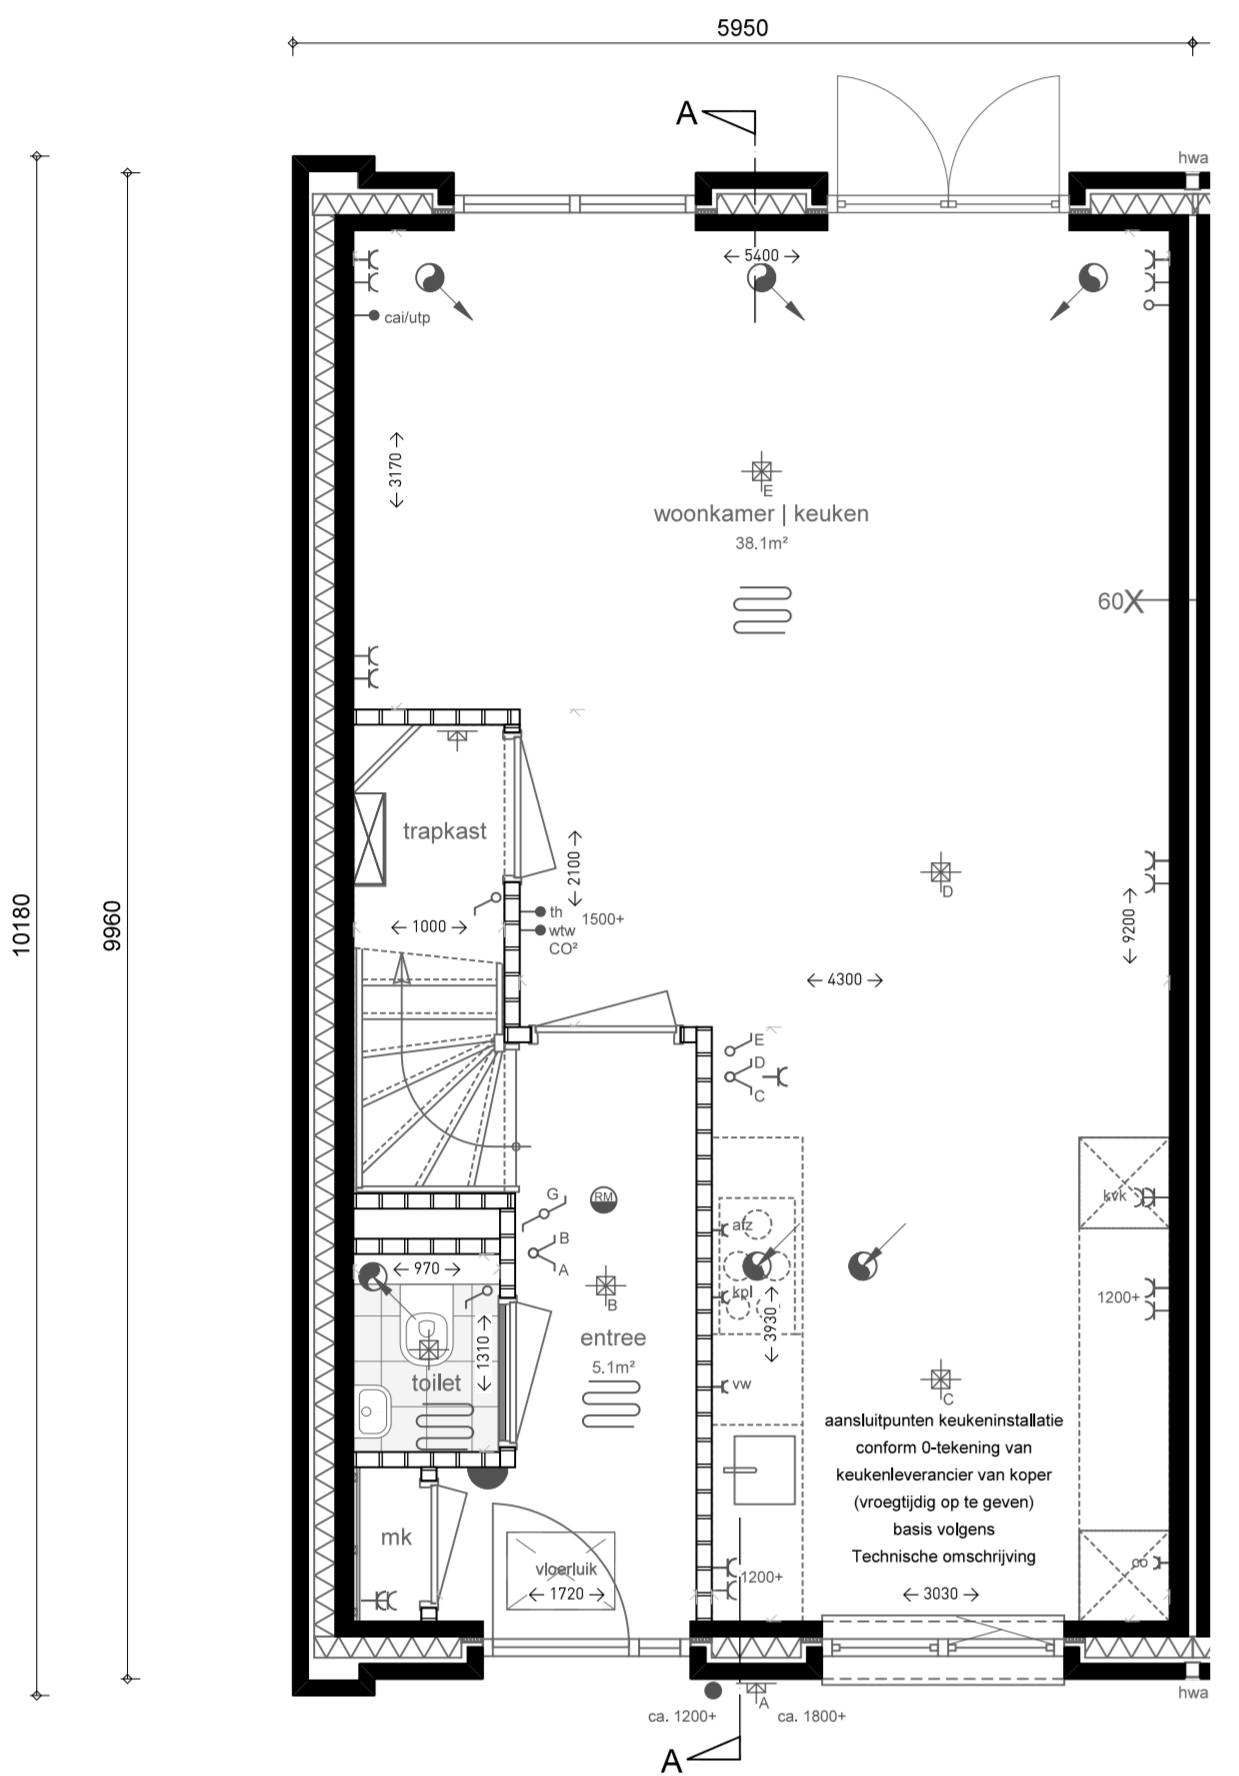 5950
A
hwa
5400
cai/utp
3170
E
woonkamer | keuken
38.1m²
60X
trapkast
2100
th
1500+
wtw
CO²
1000
10180
9960
9200
D
4300
E
D
C
G
RM
B
A
afz
kvk
970
kpl
1200+
B
1310
3930
entree
5.1m²
toilet
vw
C
aansluitpunten keukeninstallatie
conform 0-tekening van
keukenleverancier van koper
(vroegtijdig op te geven)
basis volgens
Technische omschrijving
mk
vloerluik
1720
1200+
3030
oo
hwa
A
ca. 1200+
ca. 1800+
A